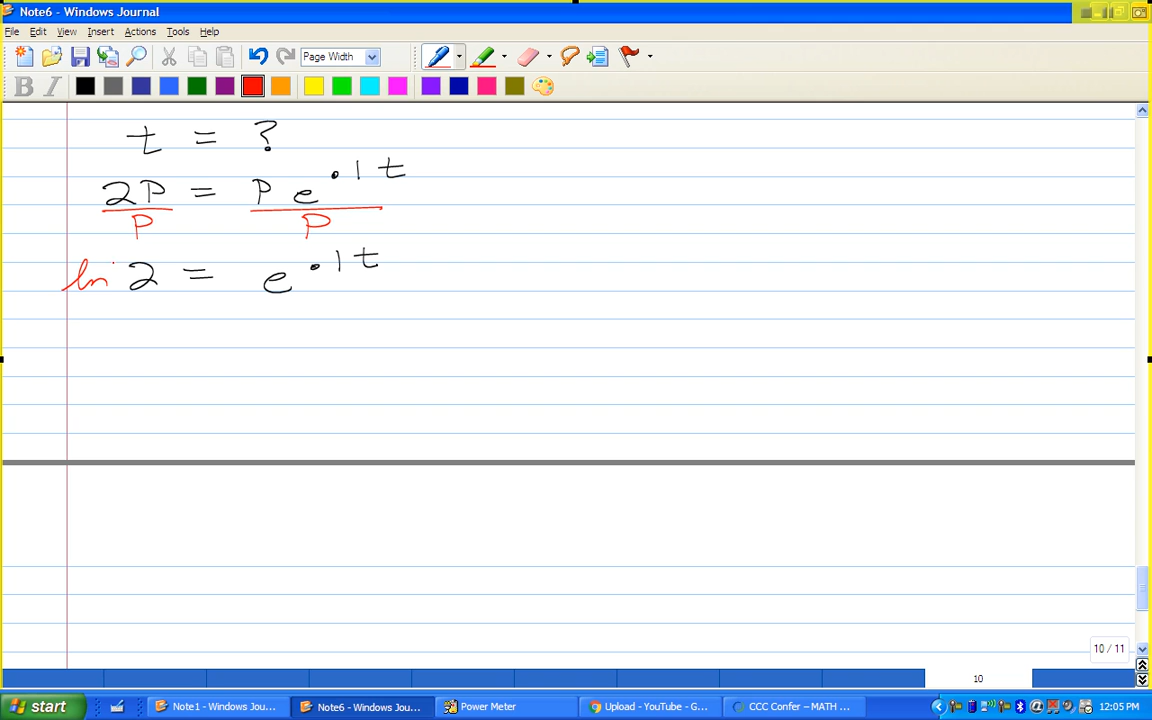 Note6 - Windows Journal
File Edit View Insert Actions Tools Help
Page Width
B I
t = ?
2P = P e^.1t
P P
ln 2 = e^.1t
10 / 11
10
start Note1 - Windows Jou... Note6 - Windows Jou... Power Meter Upload - YouTube - G... CCC Confer – MATH ... 12:05 PM